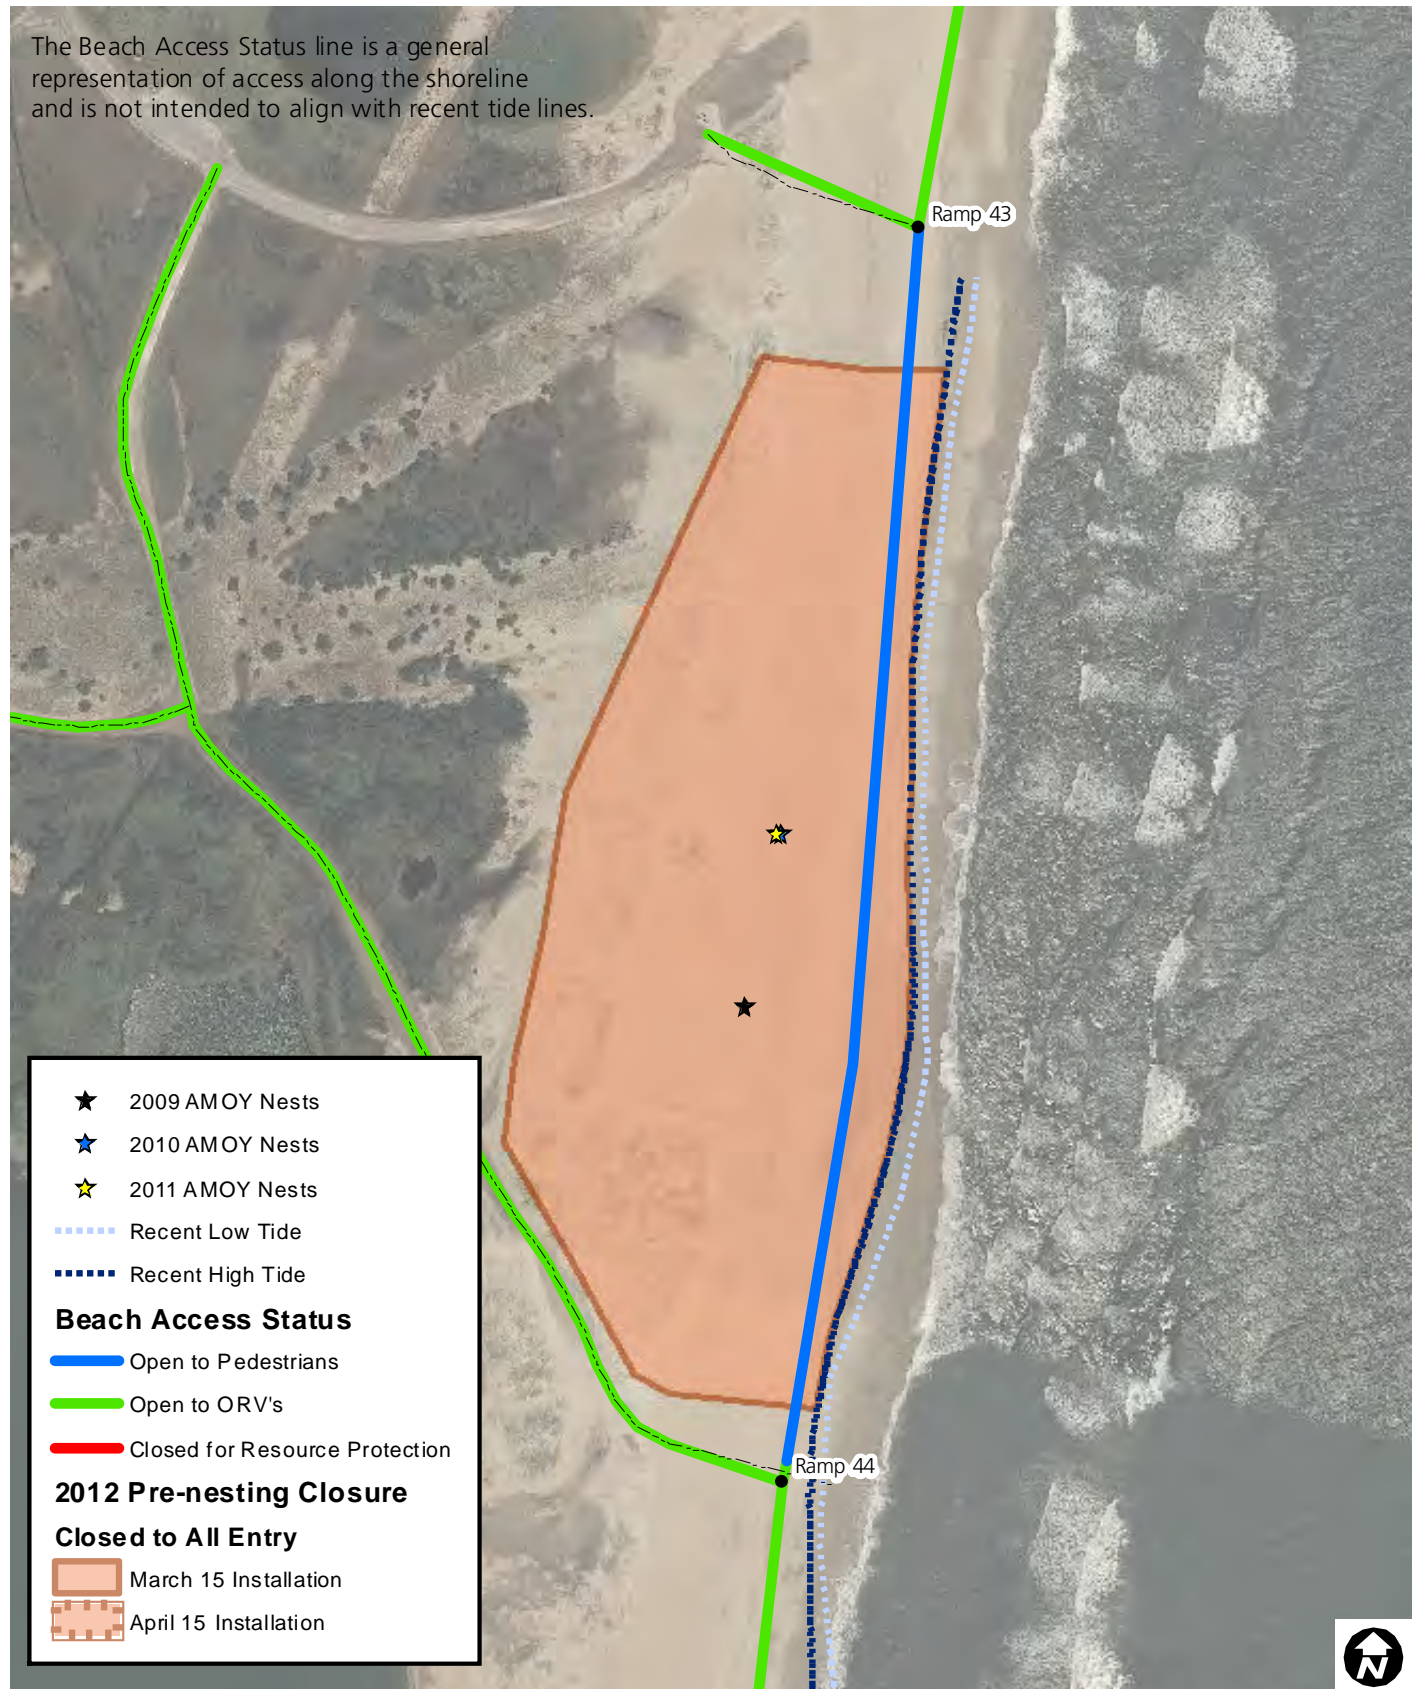 The Beach Access Status line is a general
representation of access along the shoreline
and is not intended to align with recent tide lines.
Ramp 43
Ramp 44
2009 AMOY Nests
2010 AMOY Nests
2011 AMOY Nests
Recent Low Tide
Recent High Tide
Beach Access Status
Open to Pedestrians
Open to ORV's
Closed for Resource Protection
2012 Pre-nesting Closure
Closed to All Entry
March 15 Installation
April 15 Installation
N